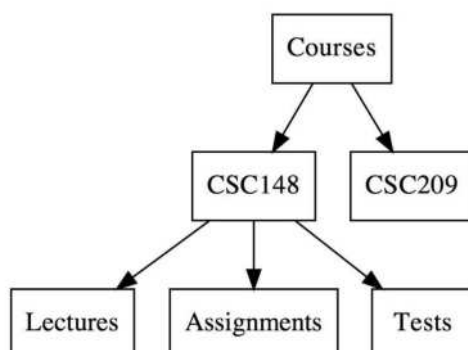 Courses
CSC148
CSC209
Lectures
Assignments
Tests